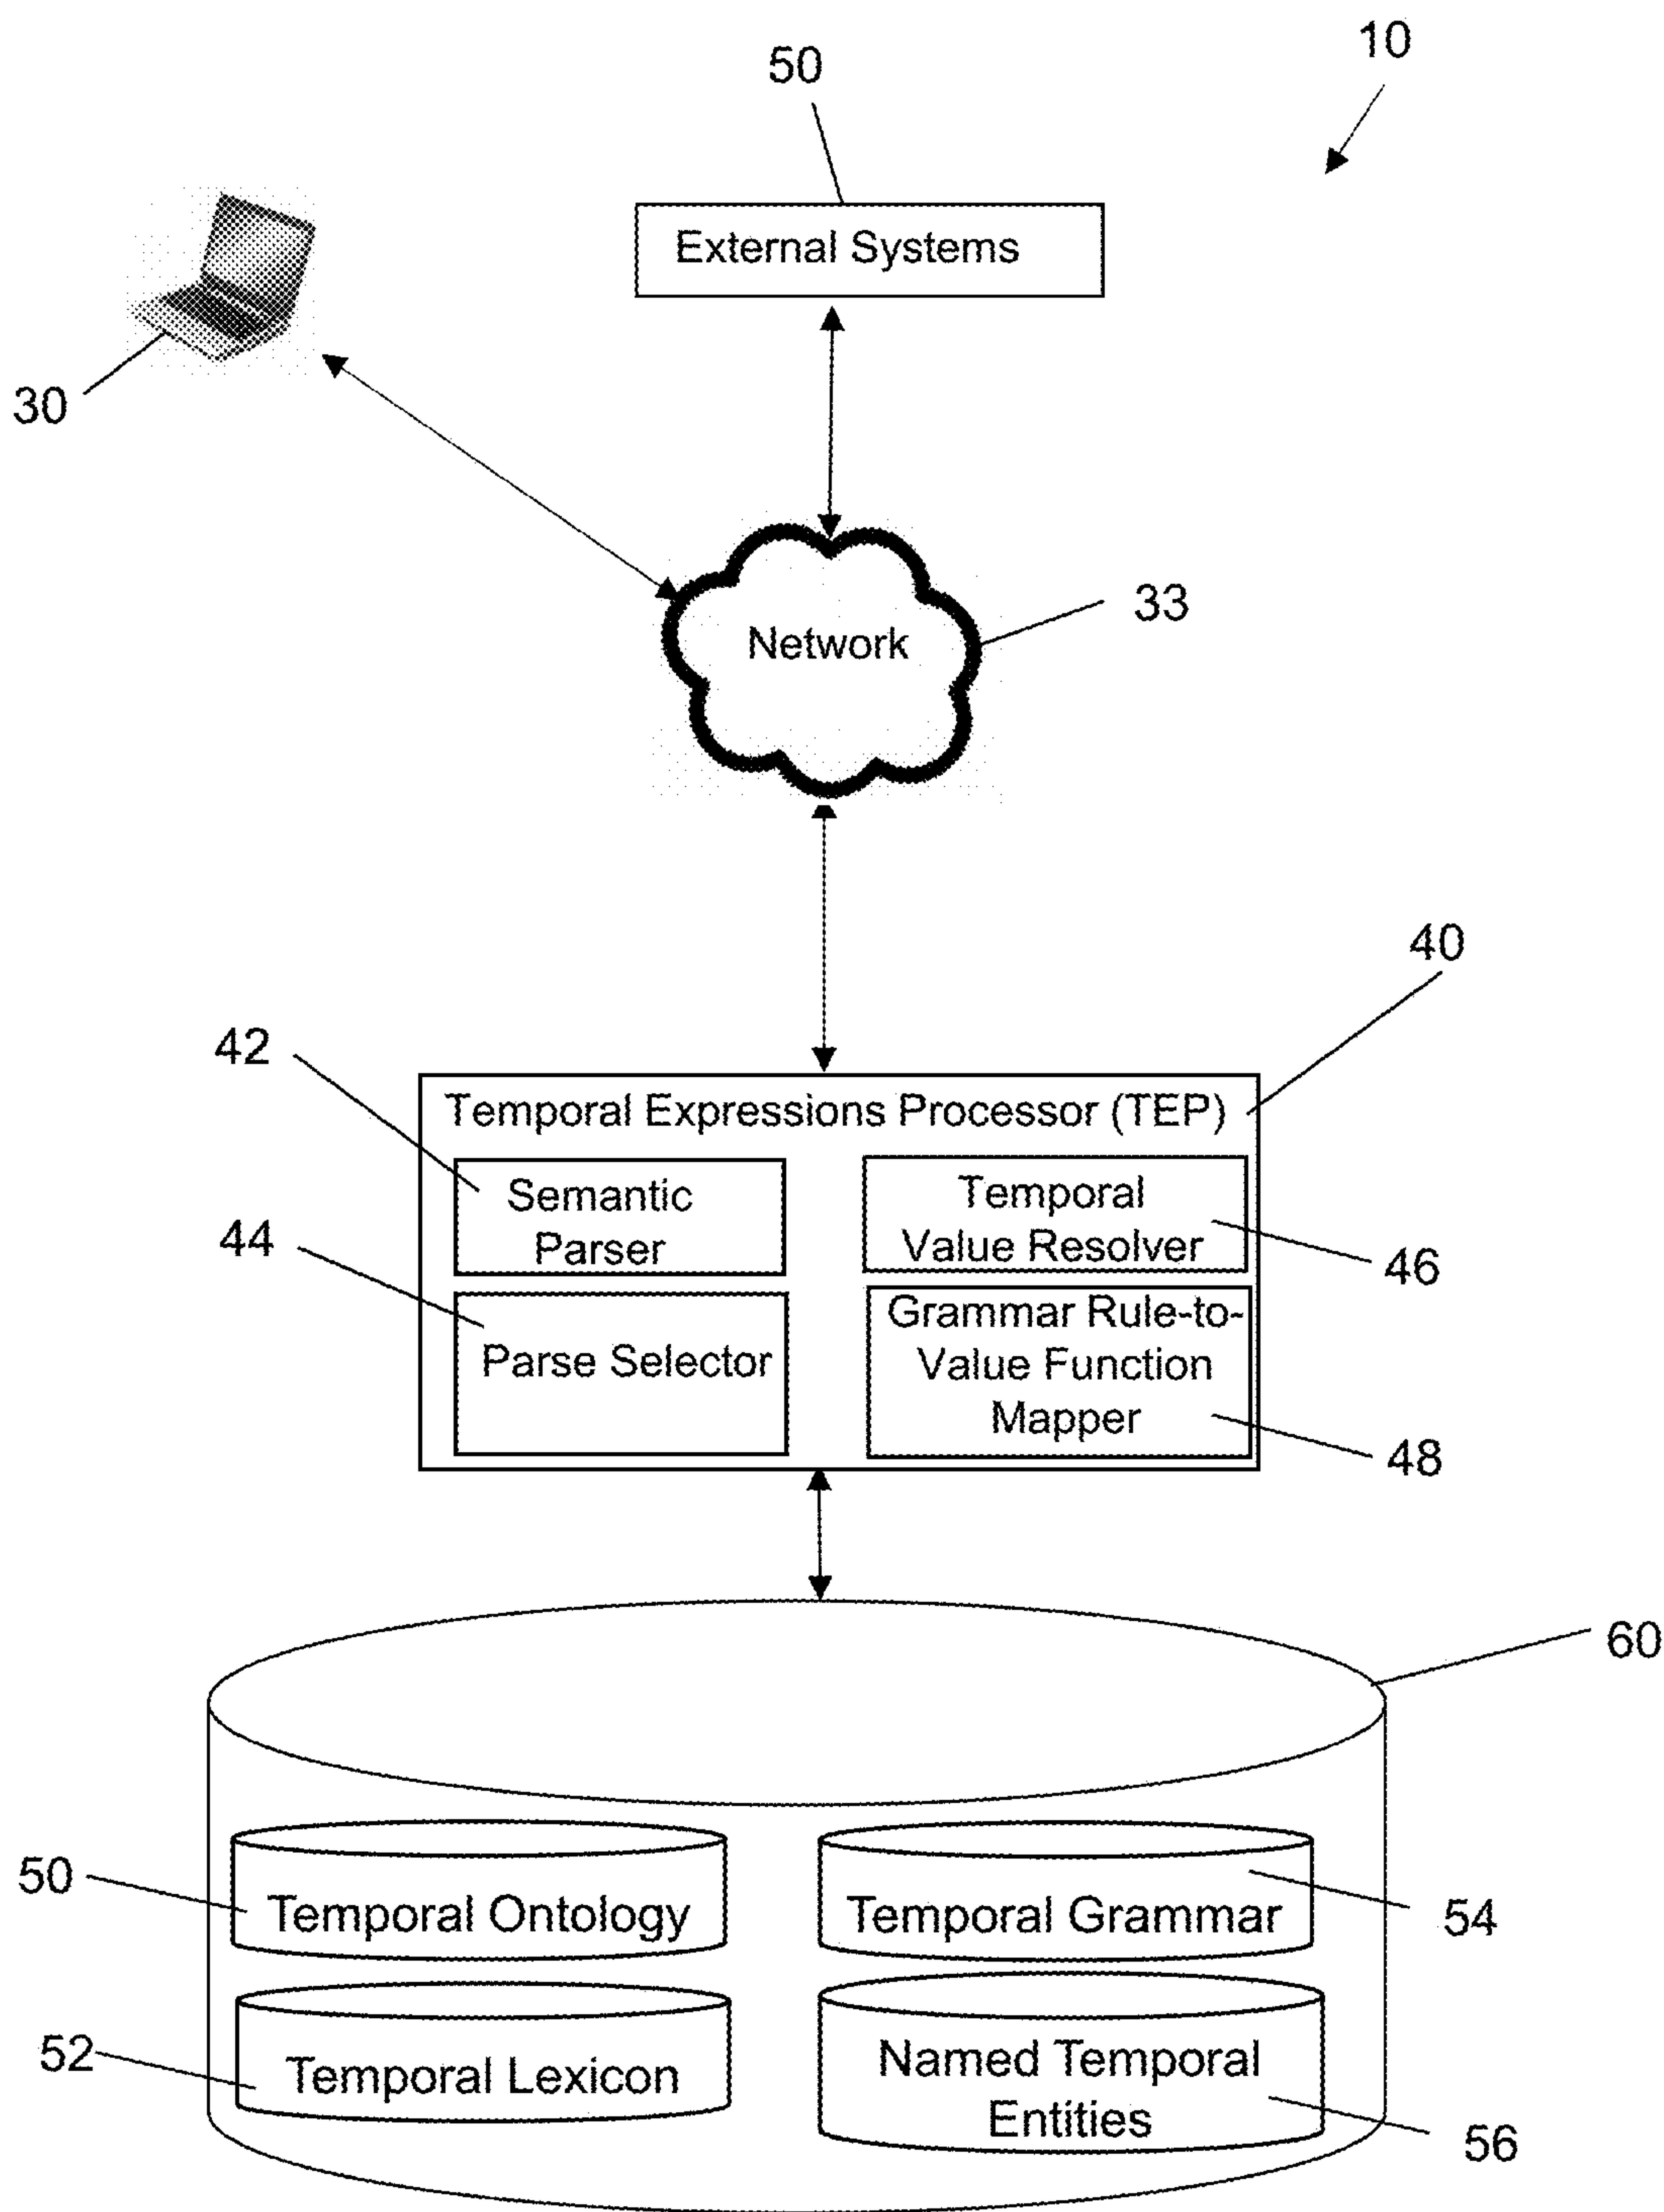 10
50
External Systems
30
33
Network
40
42
Temporal Expressions Processor (TEP)
Semantic
Parser
Temporal
Value Resolver
44
46
Parse Selector
Grammar Rule-to-
Value Function
Mapper
48
60
50
Temporal Ontology
Temporal Grammar
54
52
Temporal Lexicon
Named Temporal
Entities
56